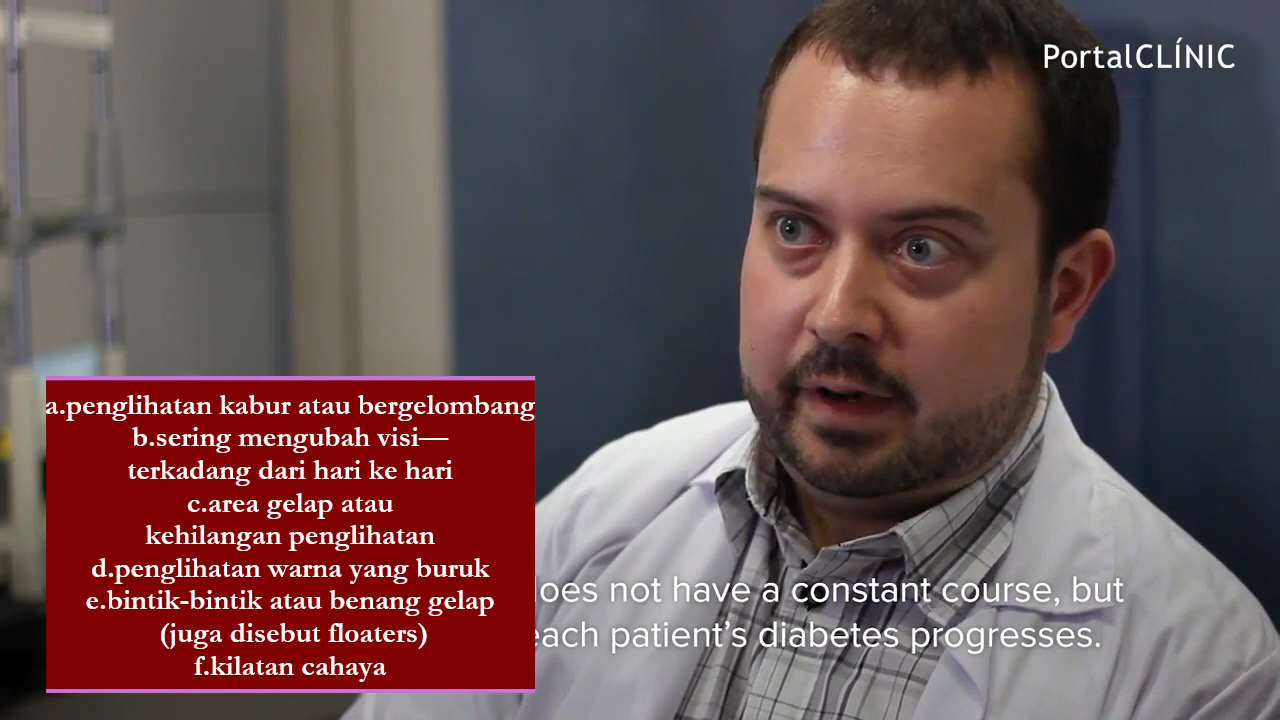 PortalCLÍNIC
a.penglihatan kabur atau bergelombang
b.sering mengubah visi—
terkadang dari hari ke hari
c.area gelap atau
kehilangan penglihatan
d.penglihatan warna yang buruk
e.bintik-bintik atau benang gelap
(juga disebut floaters)
f.kilatan cahaya
not have a constant course, but
each patient’s diabetes progresses.